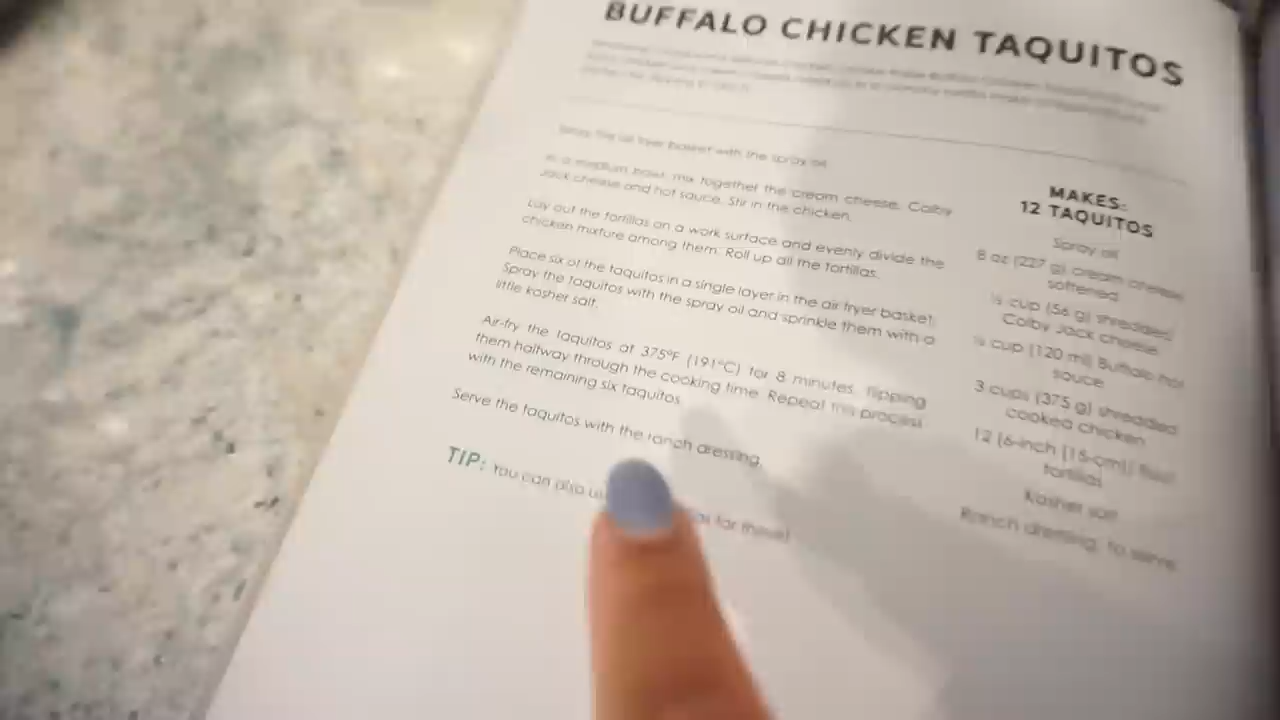 BUFFALO CHICKEN TAQUITOS
Spray the air fryer basket with the spray oil.
In a medium bowl, mix together the cream cheese, Colby
Jack cheese and hot sauce. Stir in the chicken.
Lay out the tortillas on a work surface and evenly divide the
chicken mixture among them. Roll up all the tortillas.
Place six of the taquitos in a single layer in the air fryer basket.
Spray the taquitos with the spray oil and sprinkle them with a
little kosher salt.
Air-fry the taquitos at 375°F (191°C) for 8 minutes, flipping
them halfway through the cooking time. Repeat this process
with the remaining six taquitos.
Serve the taquitos with the ranch dressing.
TIP: You can also for these!
MAKES:
12 TAQUITOS
Spray oil
8 oz (227 g) cream cheese,
softened
cup (56 g) shredded
Colby Jack cheese
½ cup (120 ml) Buffalo hot
sauce
3 cups (375 g) shredded
cooked chicken
12 (6-inch [15-cm])
tortillas
Kosher salt
Ranch dressing, to serve